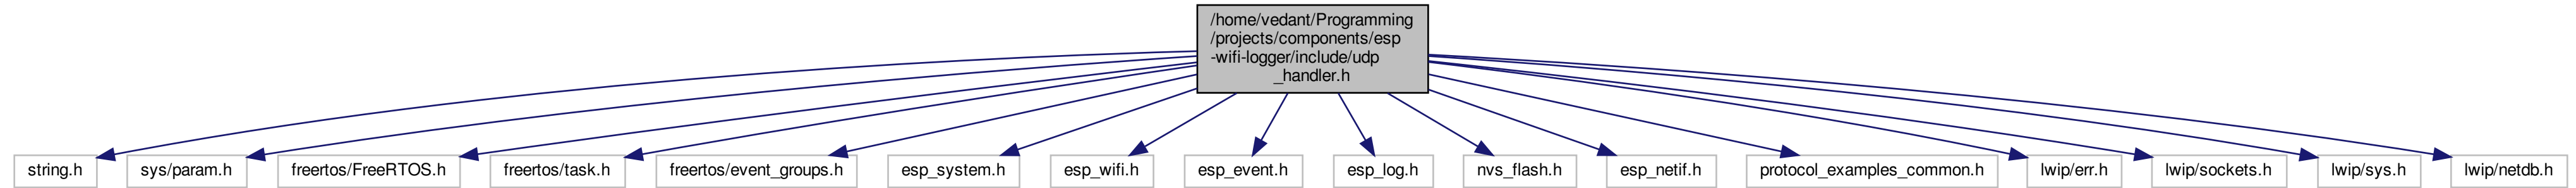 /home/vedant/Programming
/projects/components/esp
-wifi-logger/include/udp
_handler.h
string.h
sys/param.h
freertos/FreeRTOS.h
freertos/task.h
freertos/event_groups.h
esp_system.h
esp_wifi.h
esp_event.h
esp_log.h
nvs_flash.h
esp_netif.h
protocol_examples_common.h
lwip/err.h
lwip/sockets.h
lwip/sys.h
lwip/netdb.h